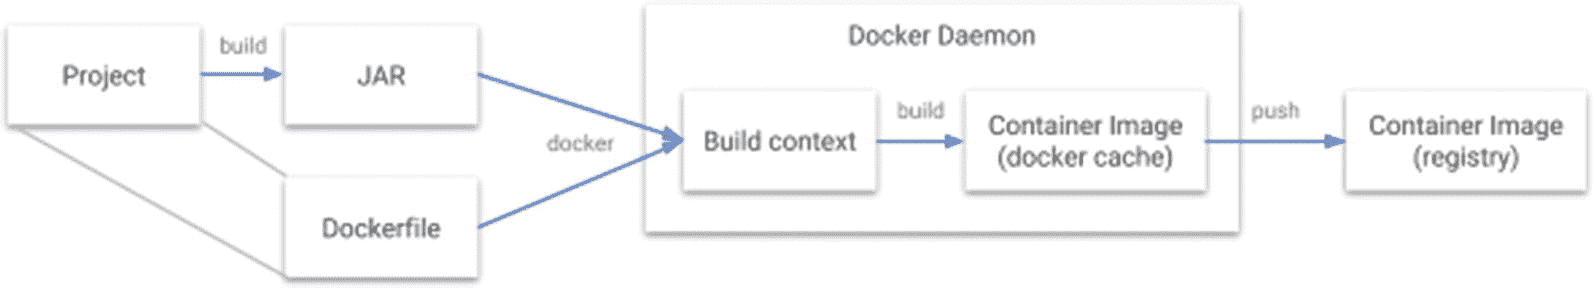 Project
build
JAR
Dockerfile
docker
Docker Daemon
Build context
build
Container Image
(docker cache)
push
Container Image
(registry)